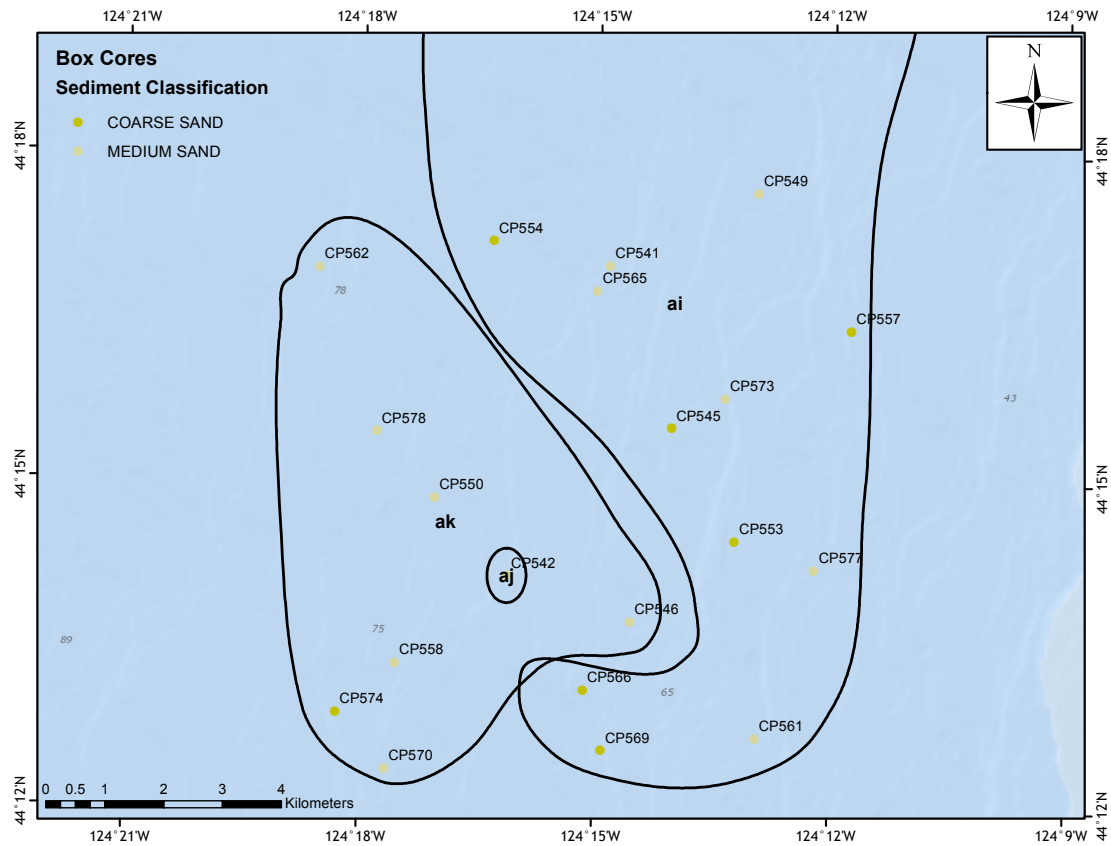 124°21'W 124°18'W 124°15'W 124°12'W 124°9'W
Box Cores
Sediment Classification
COARSE SAND
MEDIUM SAND
N
44°18'N
44°18'N
CP549
CP554
CP562
CP541
CP565
78
ai
CP557
CP573
43
CP578
CP545
44°15'N
44°15'N
CP550
ak
CP553
CP542
aj
CP577
CP546
75
89
CP558
CP566
65
CP574
CP569
CP561
CP570
0 0.5 1 2 3 4
Kilometers
44°12'N
44°12'N
124°21'W 124°18'W 124°15'W 124°12'W 124°9'W